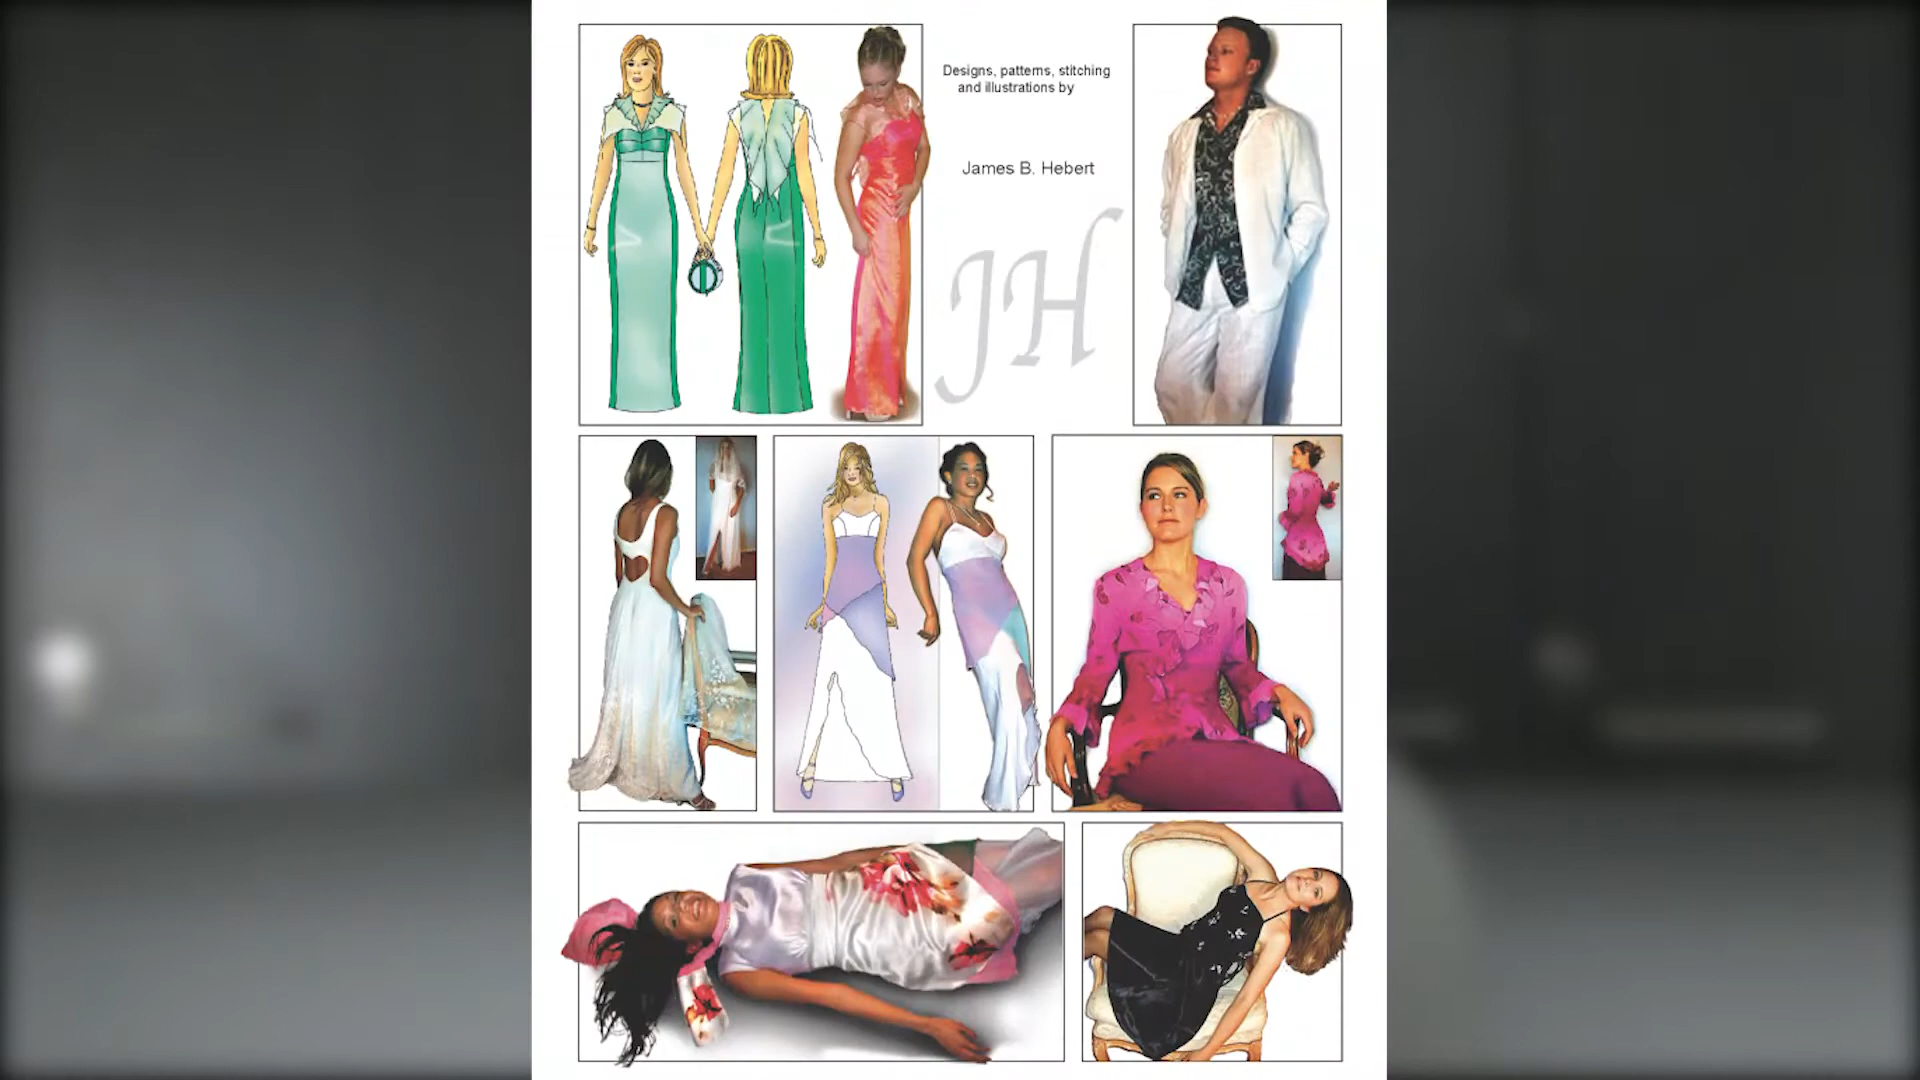 Designs, patterns, stitching
and illustrations by
James B. Hebert
JH